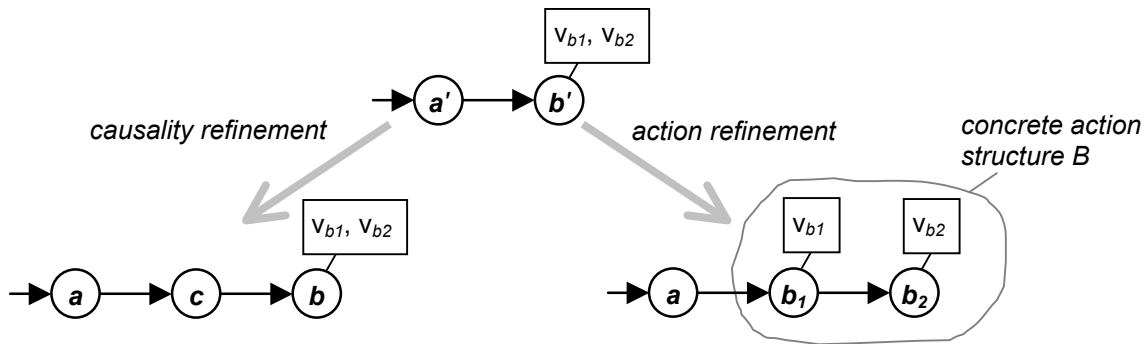 v_b1, v_b2
a' b'
causality refinement
action refinement
concrete action
structure B
v_b1, v_b2
v_b1
v_b2
a c b
a b_1 b_2